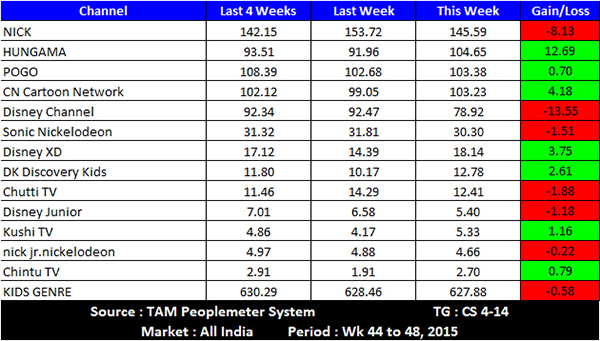 Channel Last 4 Weeks Last Week This Week Gain/Loss
NICK 142.15 153.72 145.59 -8.13
HUNGAMA 93.51 91.96 104.65 12.69
POGO 108.39 102.68 103.38 0.70
CN Cartoon Network 102.12 99.05 103.23 4.18
Disney Channel 92.34 92.47 78.92 -13.55
Sonic Nickelodeon 31.32 31.81 30.30 -1.51
Disney XD 17.12 14.39 18.14 3.75
DK Discovery Kids 11.80 10.17 12.78 2.61
Chutti TV 11.46 14.29 12.41 -1.88
Disney Junior 7.01 6.58 5.40 -1.18
Kushi TV 4.86 4.17 5.33 1.16
nick jr.nickelodeon 4.97 4.88 4.66 -0.22
Chintu TV 2.91 1.91 2.70 0.79
KIDS GENRE 630.29 628.46 627.88 -0.58
Source : TAM Peoplemeter System TG : CS 4-14
Market : All India Period : Wk 44 to 48, 2015